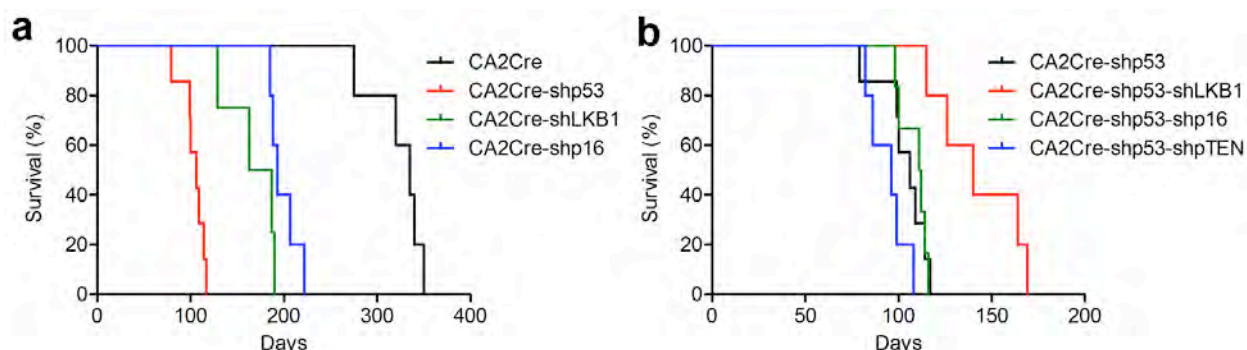 a
Survival (%)
100
80
60
40
20
0
0 100 200 300 400
Days
CA2Cre
CA2Cre-shp53
CA2Cre-shLKB1
CA2Cre-shp16
b
Survival (%)
100
80
60
40
20
0
0 50 100 150 200
Days
CA2Cre-shp53
CA2Cre-shp53-shLKB1
CA2Cre-shp53-shp16
CA2Cre-shp53-shpTEN